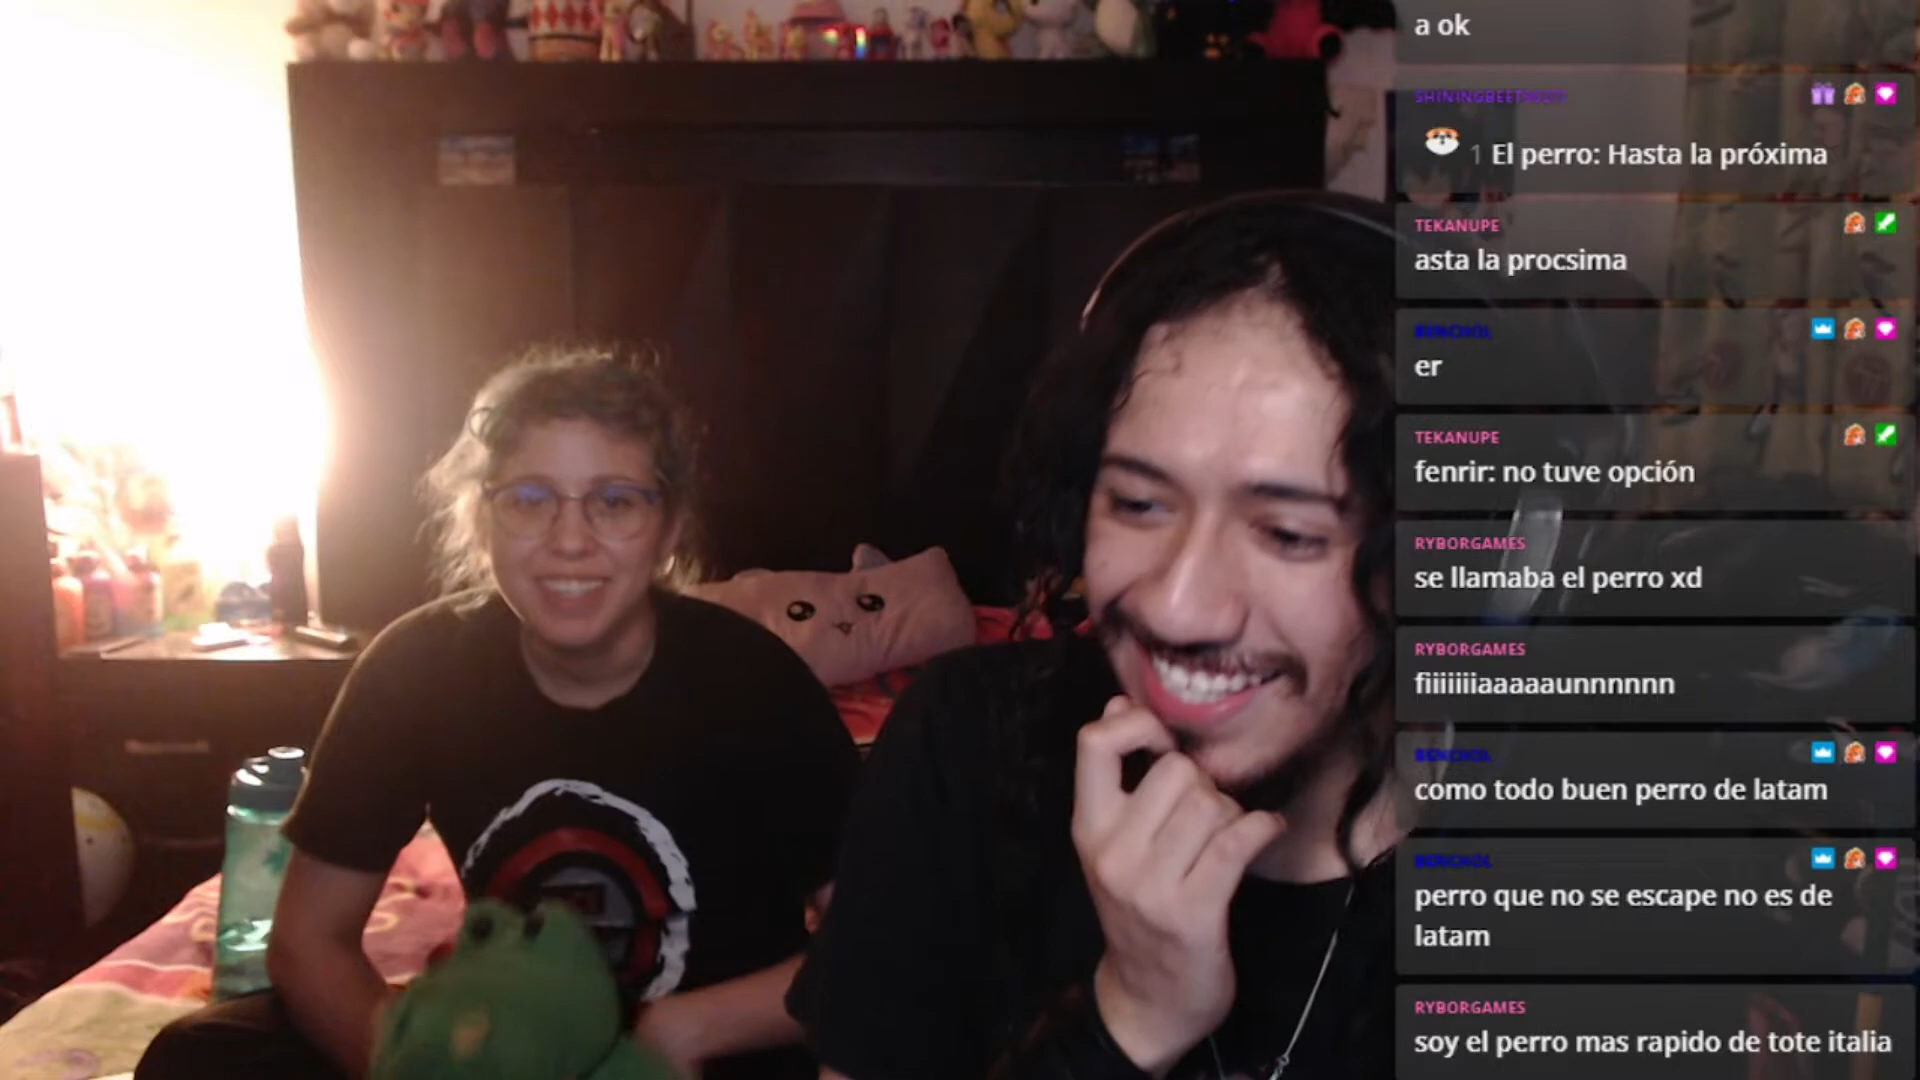 a ok
1 El perro: Hasta la próxima
TEKANUPE
asta la procsima
er
TEKANUPE
fenrir: no tuve opción
RYBORGAMES
se llamaba el perro xd
RYBORGAMES
fiiiiiiiaaaaaunnnnnn
como todo buen perro de latam
perro que no se escape no es de
latam
RYBORGAMES
soy el perro mas rapido de tote italia